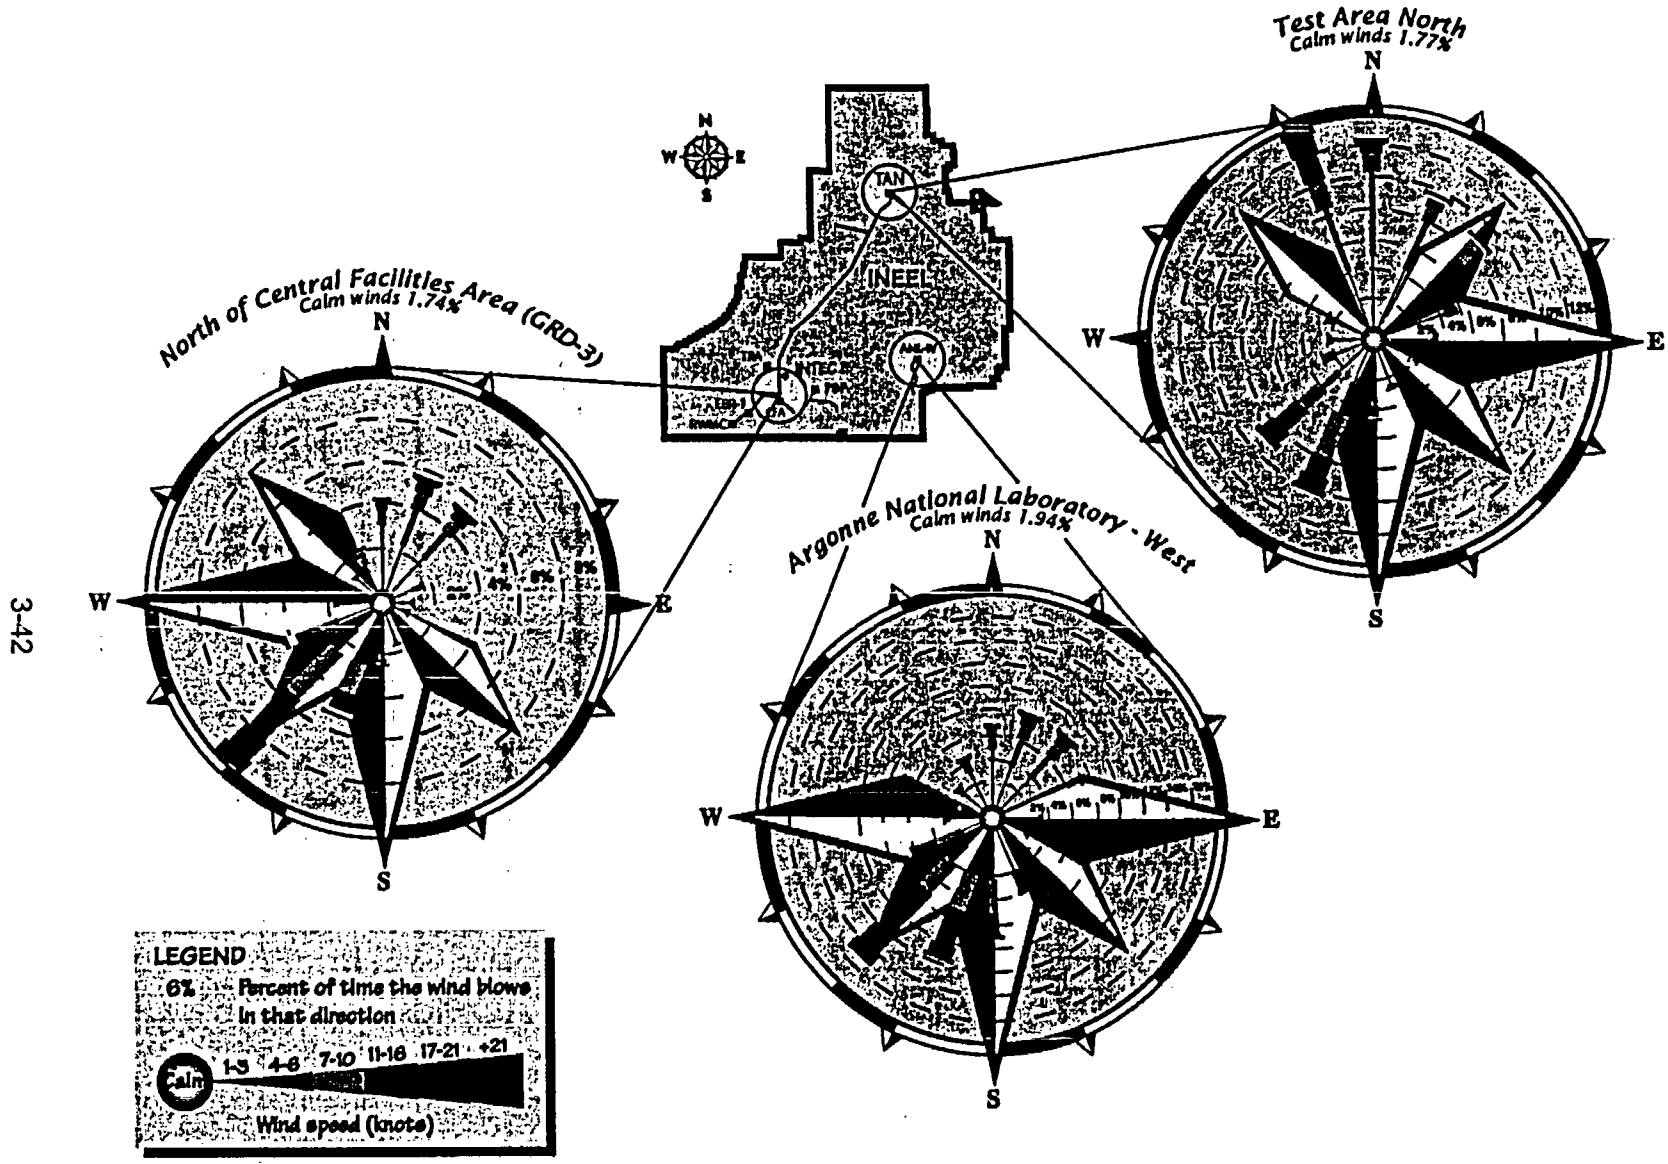 Test Area North
Calm winds 1.77%
N
W
E
S
N
W
E
S
TAN
INEEL
INTEC
North of Central Facilities Area (GRD-3)
Calm winds 1.74%
N
W
E
S
4%
Argonne National Laboratory - West
Calm winds 1.94%
N
W
E
S
3-42
LEGEND
6% Percent of time the wind blows
in that direction
Calm 1-3 4-6 7-10 11-16 17-21 +21
Wind speed (knots)